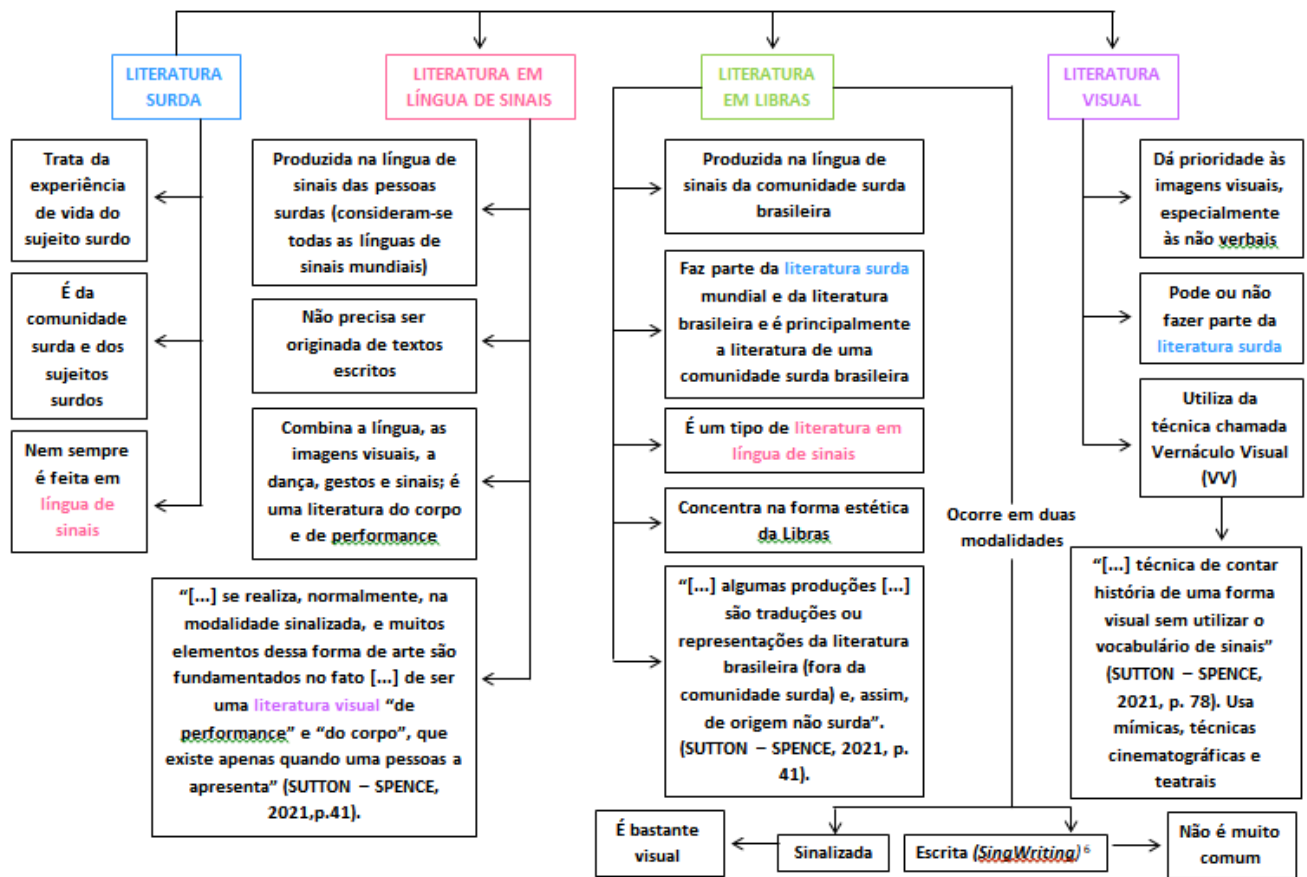 LITERATURA
SURDA
Trata da
experiência
de vida do
sujeito surdo
É da
comunidade
surda e dos
sujeitos
surdos
Nem sempre
é feita em
língua de
sinais
LITERATURA EM
LÍNGUA DE SINAIS
Produzida na língua de
sinais das pessoas
surdas (consideram-se
todas as línguas de
sinais mundiais)
Não precisa ser
originada de textos
escritos
Combina a língua, as
imagens visuais, a
dança, gestos e sinais; é
uma literatura do corpo
e de performance
“[...] se realiza, normalmente, na
modalidade sinalizada, e muitos
elementos dessa forma de arte são
fundamentados no fato [...] de ser
uma literatura visual “de
performance” e “do corpo”, que
existe apenas quando uma pessoas a
apresenta” (SUTTON – SPENCE,
2021,p.41).
LITERATURA
EM LIBRAS
Produzida na língua de
sinais da comunidade surda
brasileira
Faz parte da literatura surda
mundial e da literatura
brasileira e é principalmente
a literatura de uma
comunidade surda brasileira
É um tipo de literatura em
língua de sinais
Concentra na forma estética
da Libras
“[...] algumas produções [...]
são traduções ou
representações da literatura
brasileira (fora da
comunidade surda) e, assim,
de origem não surda”.
(SUTTON – SPENCE, 2021, p.
41).
Ocorre em duas
modalidades
É bastante
visual
Sinalizada
Escrita (SingWriting)⁶
Não é muito
comum
LITERATURA
VISUAL
Dá prioridade às
imagens visuais,
especialmente
às não verbais
Pode ou não
fazer parte da
literatura surda
Utiliza da
técnica chamada
Vernáculo Visual
(VV)
“[...] técnica de contar
história de uma forma
visual sem utilizar o
vocabulário de sinais”
(SUTTON – SPENCE,
2021, p. 78). Usa
mímicas, técnicas
cinematográficas e
teatrais